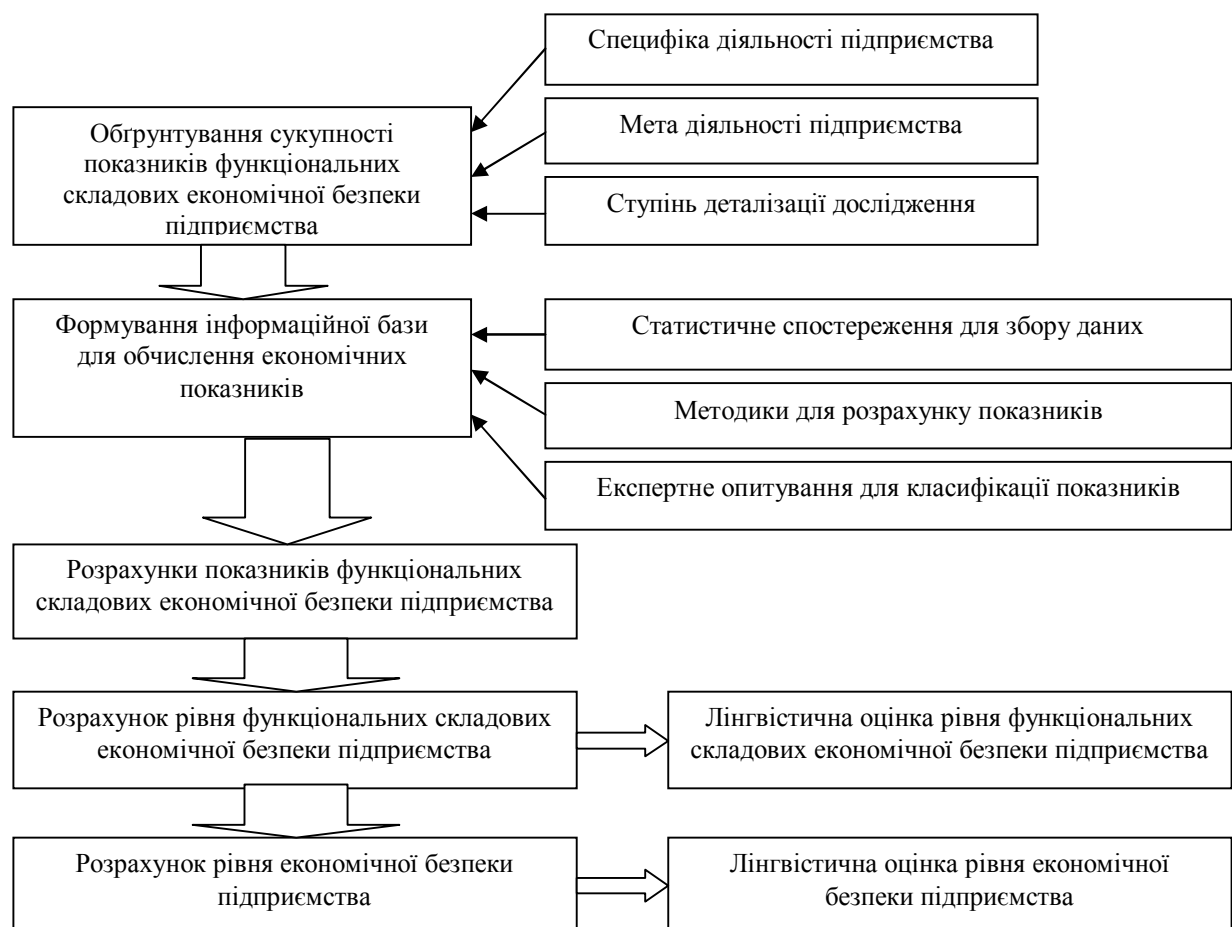 Специфіка діяльності підприємства
Обґрунтування сукупності
показників функціональних
складових економічної безпеки
підприємства
Мета діяльності підприємства
Ступінь деталізації дослідження
Формування інформаційної бази
для обчислення економічних
показників
Статистичне спостереження для збору даних
Методики для розрахунку показників
Експертне опитування для класифікації показників
Розрахунки показників функціональних
складових економічної безпеки підприємства
Розрахунок рівня функціональних складових
економічної безпеки підприємства
Лінгвістична оцінка рівня функціональних
складових економічної безпеки підприємства
Розрахунок рівня економічної безпеки
підприємства
Лінгвістична оцінка рівня економічної
безпеки підприємства